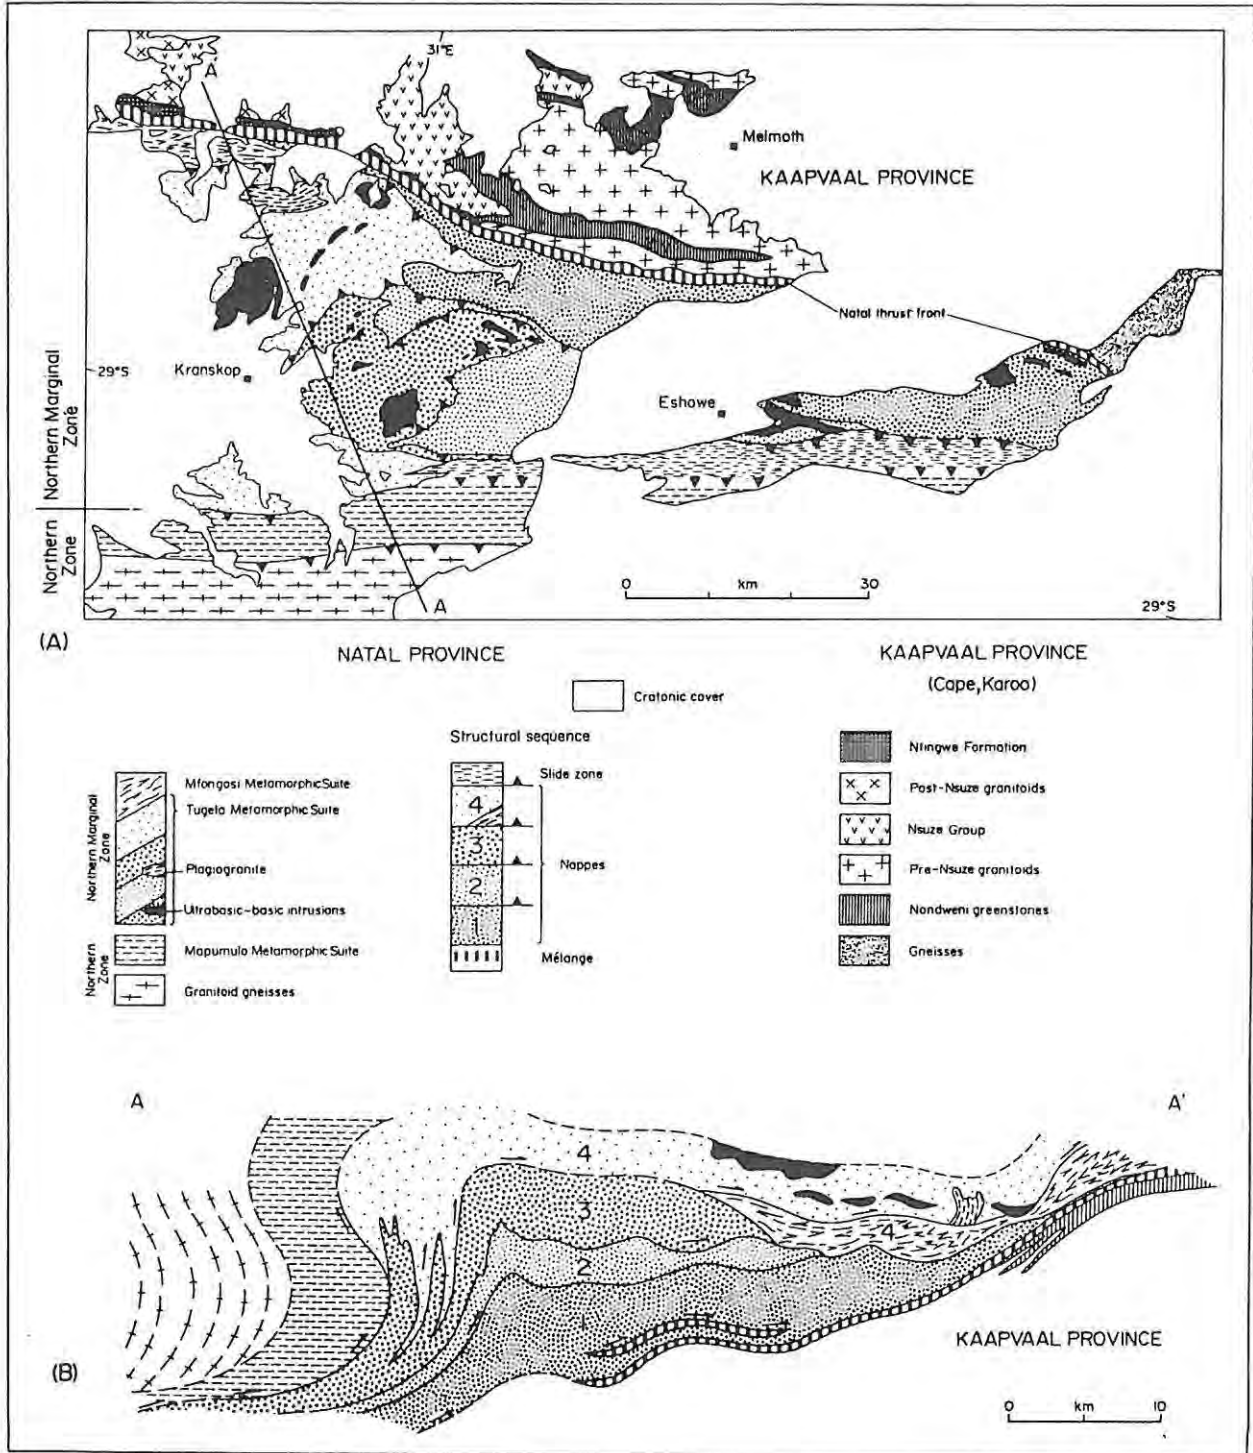 31°E
A'
Melmoth
KAAPVAAL PROVINCE
Natal thrust front
29°S
Kranskop
Eshowe
Northern Marginal
Zone
Northern
Zone
A
0 km 30
29°S
(A)
NATAL PROVINCE
KAAPVAAL PROVINCE
(Cape, Karoo)
Cratonic cover
Structural sequence
Northern Marginal
Zone
Mfongosi Metamorphic Suite
Tugela Metamorphic Suite
Plagiogranite
Ultrabasic-basic intrusions
Northern
Zone
Mapumulo Metamorphic Suite
Granitoid gneisses
Slide zone
4
3
2
1
Nappes
Mélange
Ntingwe Formation
Post-Nsuze granitoids
Nsuze Group
Pre-Nsuze granitoids
Nondweni greenstones
Gneisses
A
A'
4
3
4
2
1
KAAPVAAL PROVINCE
(B)
0 km 10